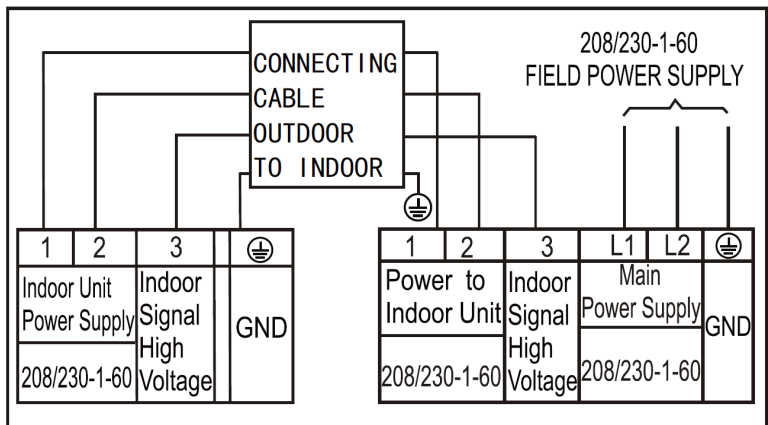 CONNECTING
CABLE
OUTDOOR
TO INDOOR
208/230-1-60
FIELD POWER SUPPLY
1 2 3
Indoor Unit
Power Supply
208/230-1-60
Indoor
Signal
High
Voltage
GND
1 2 3 L1 L2
Power to
Indoor Unit
208/230-1-60
Indoor
Signal
High
Voltage
Main
Power Supply
208/230-1-60
GND